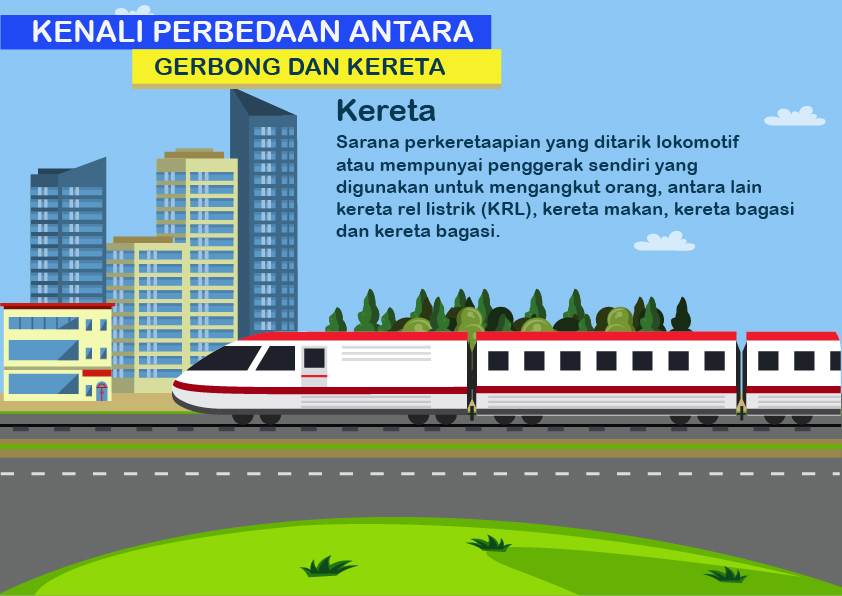 KENALI PERBEDAAN ANTARA
GERBONG DAN KERETA
Kereta
Sarana perkeretaapian yang ditarik lokomotif
atau mempunyai penggerak sendiri yang
digunakan untuk mengangkut orang, antara lain
kereta rel listrik (KRL), kereta makan, kereta bagasi
dan kereta bagasi.